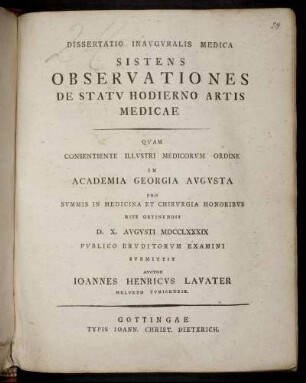 29
DISSERTATIO INAVGVRALIS MEDICA
SISTENS
OBSERVATIONES
DE STATV HODIERNO ARTIS
MEDICAE
QVAM
CONSENTIENTE ILLVSTRI MEDICORVM ORDINE
IN
ACADEMIA GEORGIA AVGVSTA
PRO
SVMMIS IN MEDICINA ET CHIRVRGIA HONORIBVS
RITE OBTINENDIS
D. X. AVGVSTI MDCCLXXXIX
PVBLICO ERVDITORVM EXAMINI
SVBMITTIT
AVCTOR
IOANNES HENRICVS LAVATER
HELVETO TVRICENSIS.
GOTTINGAE
TYPIS IOANN. CHRIST. DIETERICH.